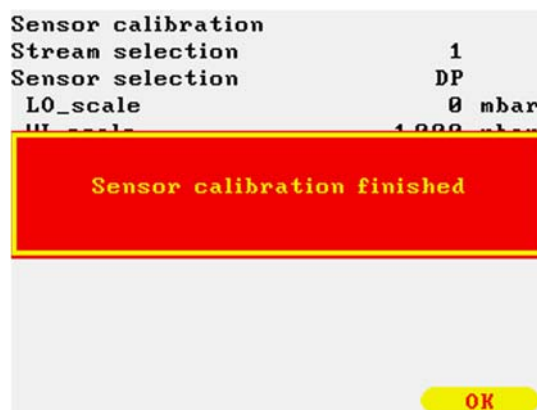 Sensor calibration
Stream selection 1
Sensor selection DP
LO_scale 0 mbar
Sensor calibration finished
OK